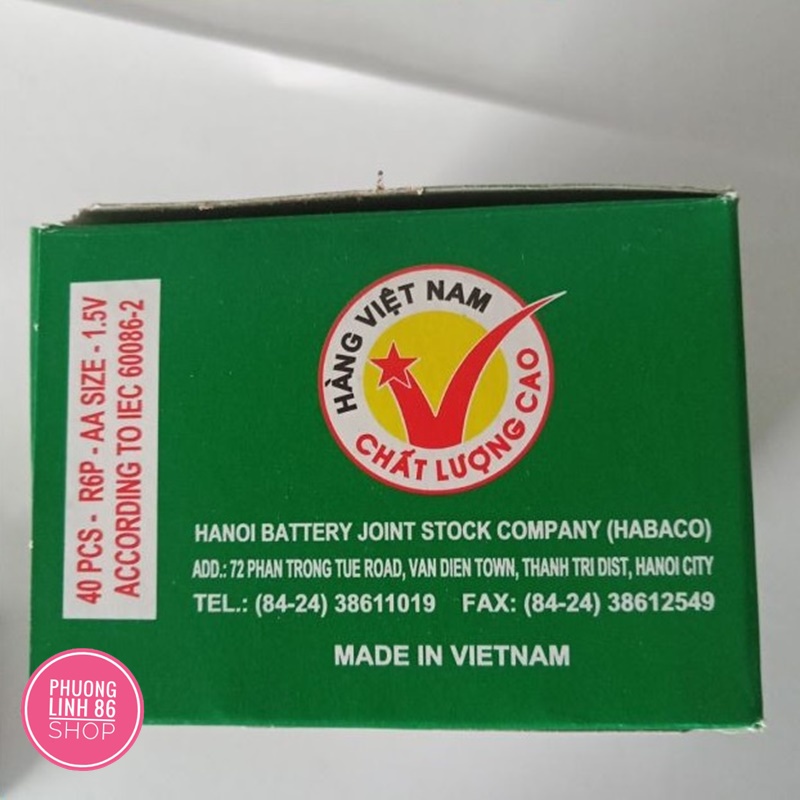 40 PCS - R6P - AA SIZE - 1.5V
ACCORDING TO IEC 60086-2
HÀNG VIỆT NAM
CHẤT LƯỢNG CAO
HANOI BATTERY JOINT STOCK COMPANY (HABACO)
ADD.: 72 PHAN TRONG TUE ROAD, VAN DIEN TOWN, THANH TRI DIST, HANOI CITY
TEL.: (84-24) 38611019 FAX: (84-24) 38612549
MADE IN VIETNAM
PHUONG
LINH 86
SHOP